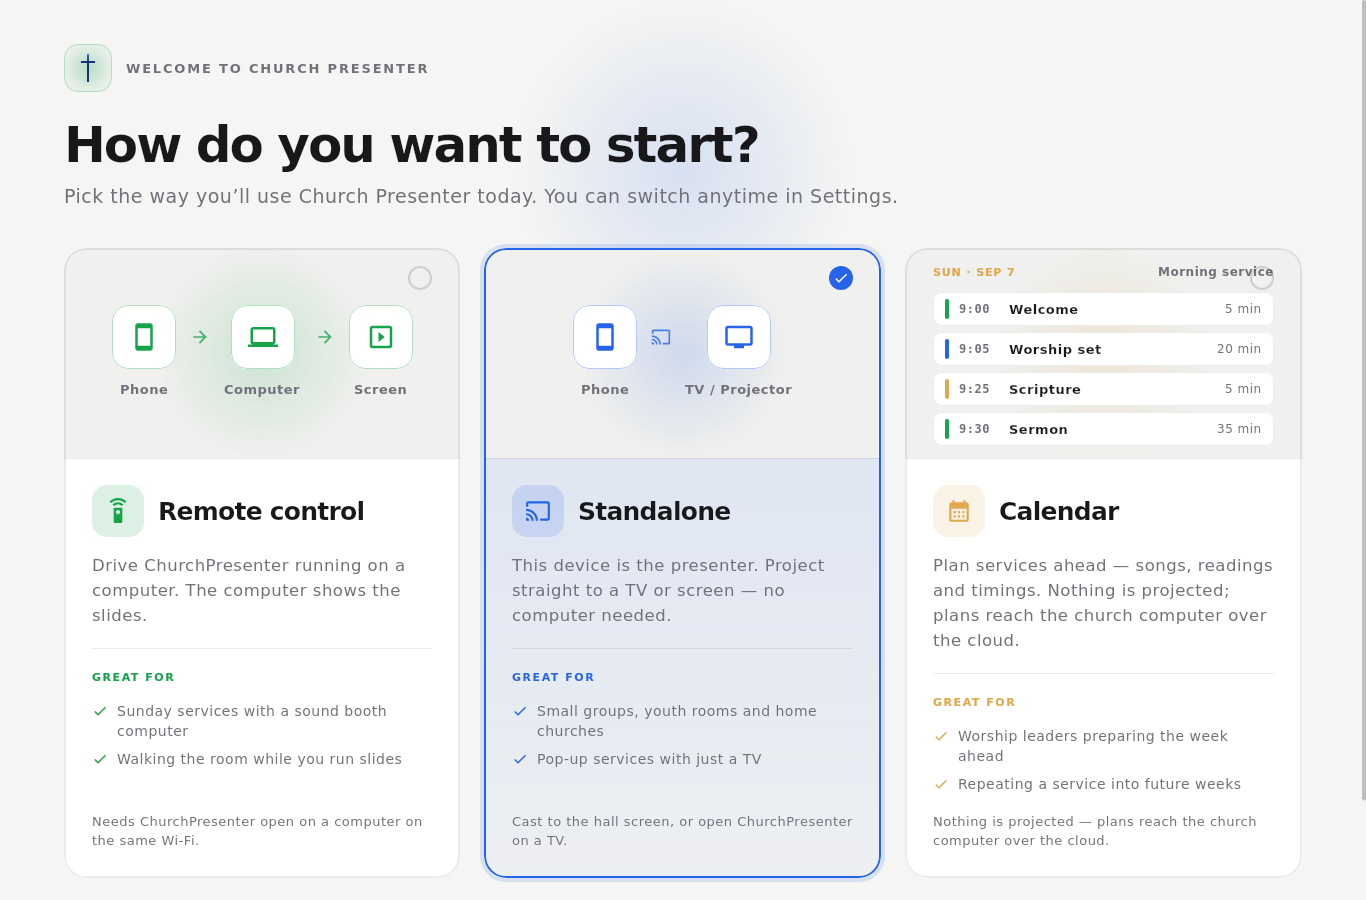 WELCOME TO CHURCH PRESENTER
How do you want to start?
Pick the way you’ll use Church Presenter today. You can switch anytime in Settings.
Phone
Computer
Screen
Remote control
Drive ChurchPresenter running on a
computer. The computer shows the
slides.
GREAT FOR
Sunday services with a sound booth
computer
Walking the room while you run slides
Needs ChurchPresenter open on a computer on
the same Wi-Fi.
Phone
TV / Projector
Standalone
This device is the presenter. Project
straight to a TV or screen — no
computer needed.
GREAT FOR
Small groups, youth rooms and home
churches
Pop-up services with just a TV
Cast to the hall screen, or open ChurchPresenter
on a TV.
SUN · SEP 7 Morning service
9:00 Welcome 5 min
9:05 Worship set 20 min
9:25 Scripture 5 min
9:30 Sermon 35 min
Calendar
Plan services ahead — songs, readings
and timings. Nothing is projected;
plans reach the church computer over
the cloud.
GREAT FOR
Worship leaders preparing the week
ahead
Repeating a service into future weeks
Nothing is projected — plans reach the church
computer over the cloud.